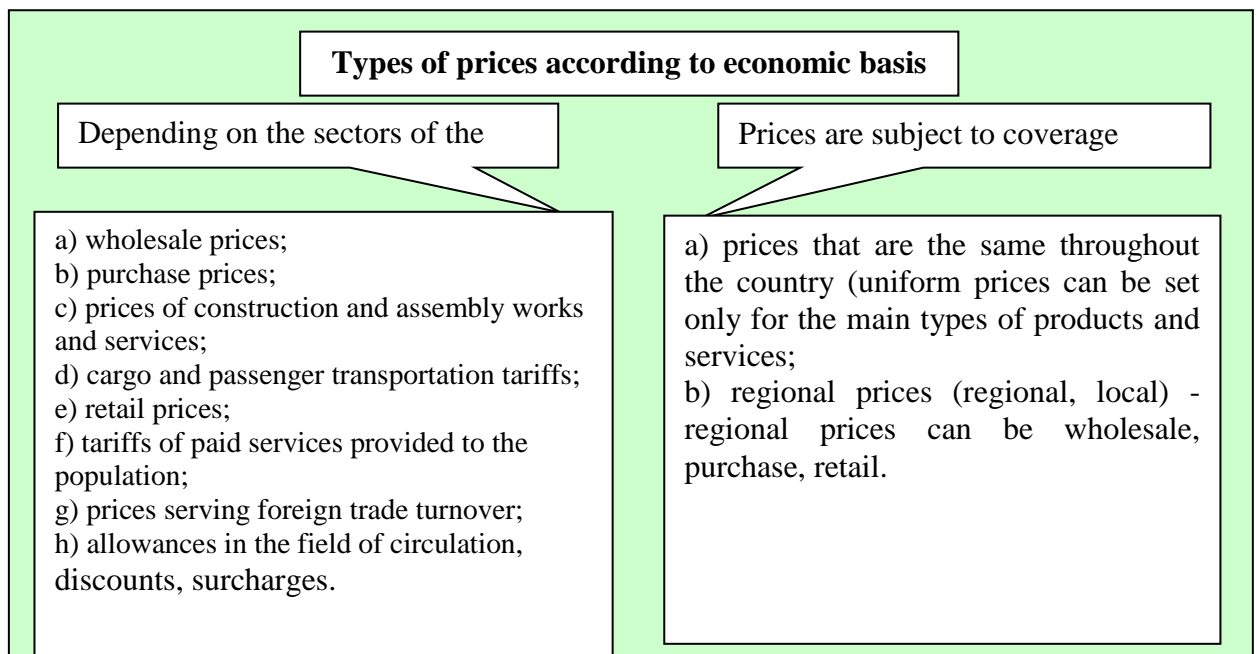 Types of prices according to economic basis
Depending on the sectors of the
Prices are subject to coverage
a) wholesale prices;
b) purchase prices;
c) prices of construction and assembly works
and services;
d) cargo and passenger transportation tariffs;
e) retail prices;
f) tariffs of paid services provided to the
population;
g) prices serving foreign trade turnover;
h) allowances in the field of circulation,
discounts, surcharges.
a) prices that are the same throughout
the country (uniform prices can be set
only for the main types of products and
services;
b) regional prices (regional, local) -
regional prices can be wholesale,
purchase, retail.